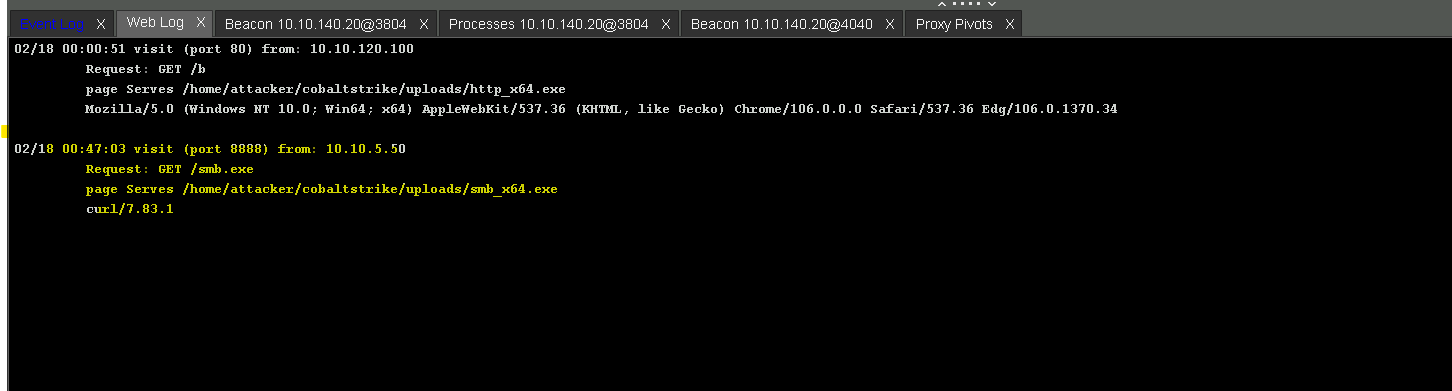 Event Log X Web Log X Beacon 10.10.140.20@3804 X Processes 10.10.140.20@3804 X Beacon 10.10.140.20@4040 X Proxy Pivots X
02/18 00:00:51 visit (port 80) from: 10.10.120.100
Request: GET /b
page Serves /home/attacker/cobaltstrike/uploads/http_x64.exe
Mozilla/5.0 (Windows NT 10.0; Win64; x64) AppleWebKit/537.36 (KHTML, like Gecko) Chrome/106.0.0.0 Safari/537.36 Edg/106.0.1370.34
02/18 00:47:03 visit (port 8888) from: 10.10.5.50
Request: GET /smb.exe
page Serves /home/attacker/cobaltstrike/uploads/smb_x64.exe
curl/7.83.1